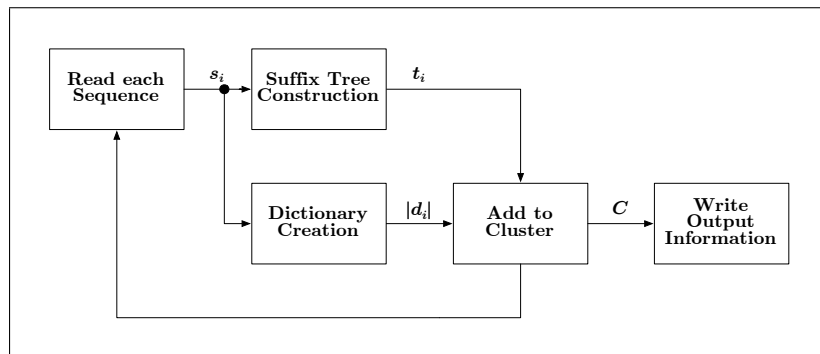 Read each
Sequence
s_i
Suffix Tree
Construction
t_i
Dictionary
Creation
|d_i|
Add to
Cluster
C
Write
Output
Information